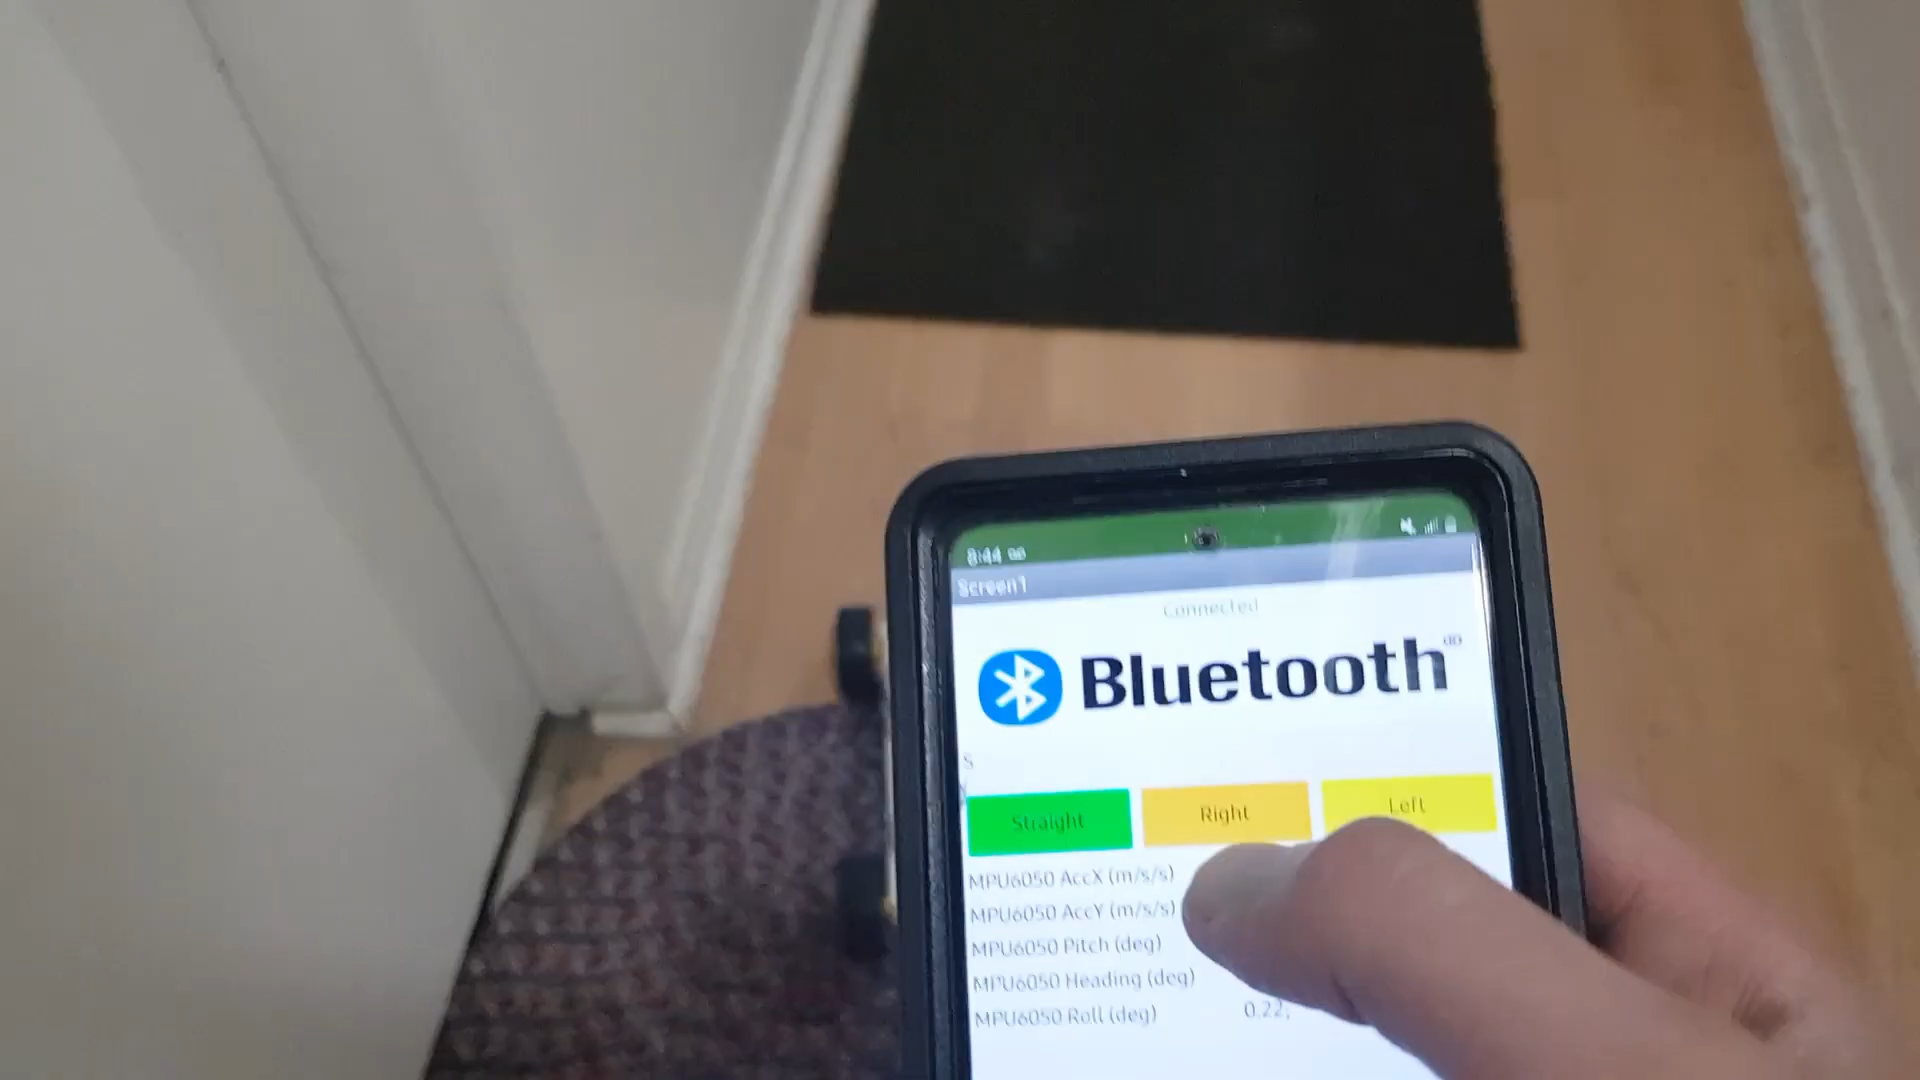 8:44
Screen1
Connected
Bluetooth
S
Straight Right Left
MPU6050 AccX (m/s/s)
MPU6050 AccY (m/s/s)
MPU6050 Pitch (deg)
MPU6050 Heading (deg)
MPU6050 Roll (deg) 0.22;